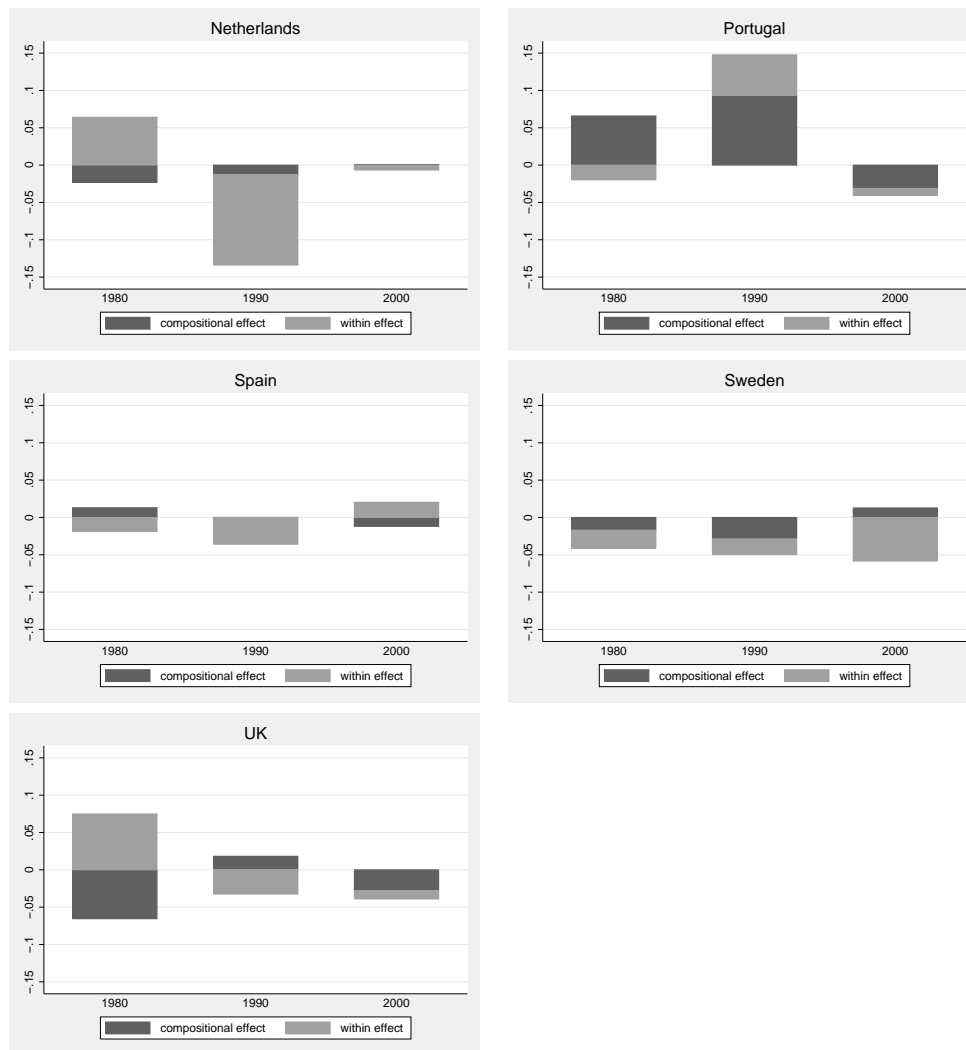 Netherlands
.15
.1
.05
0
−.05
−.1
−.15
1980 1990 2000
compositional effect within effect
Portugal
.15
.1
.05
0
−.05
−.1
−.15
1980 1990 2000
compositional effect within effect
Spain
.15
.1
.05
0
−.05
−.1
−.15
1980 1990 2000
compositional effect within effect
Sweden
.15
.1
.05
0
−.05
−.1
−.15
1980 1990 2000
compositional effect within effect
UK
.15
.1
.05
0
−.05
−.1
−.15
1980 1990 2000
compositional effect within effect